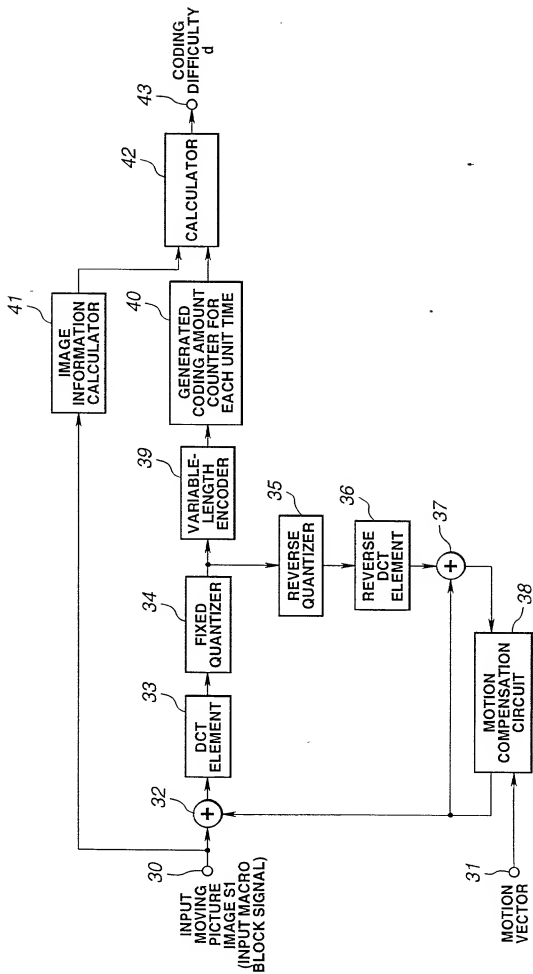 41
IMAGE
INFORMATION
CALCULATOR
30
INPUT
MOVING
PICTURE
IMAGE S1
(INPUT MACRO
BLOCK SIGNAL)
32
+
33
DCT
ELEMENT
34
FIXED
QUANTIZER
39
VARIABLE-
LENGTH
ENCODER
40
GENERATED
CODING AMOUNT
COUNTER FOR
EACH UNIT TIME
42
CALCULATOR
43
CODING
DIFFICULTY
d
35
REVERSE
QUANTIZER
36
REVERSE
DCT
ELEMENT
37
+
38
MOTION
COMPENSATION
CIRCUIT
31
MOTION
VECTOR